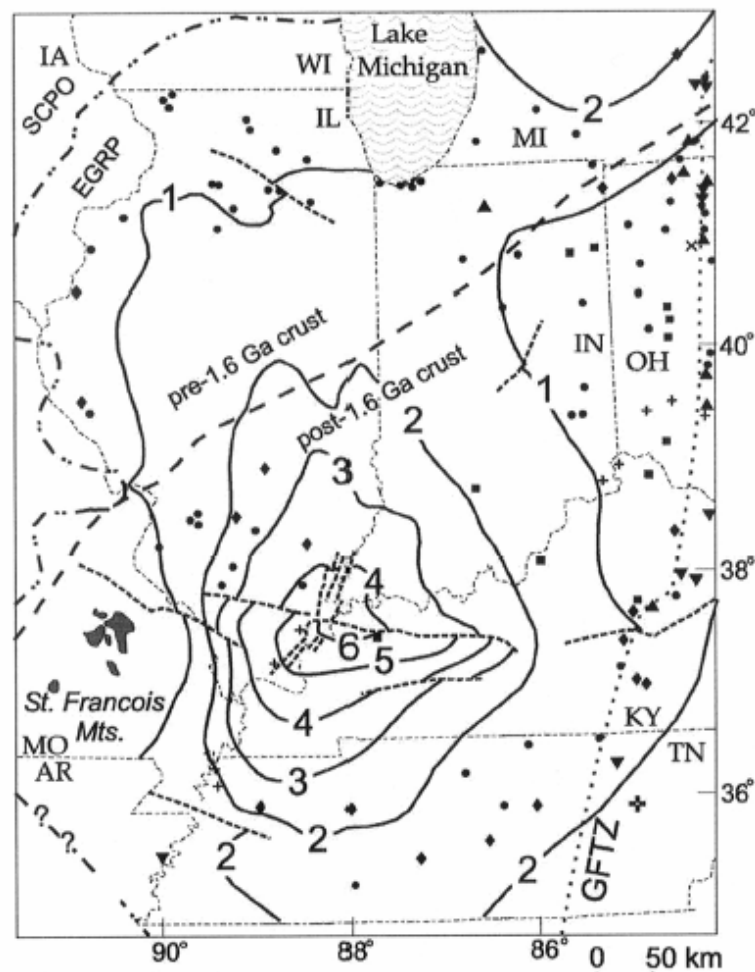 Lake
Michigan
IA
WI
SCPO
IL
MI
2
42°
EGRP
1
pre-1.6 Ga crust
post-1.6 Ga crust
IN
OH
40°
1
2
3
4
38°
6
5
St. Francois
Mts.
4
KY
MO
TN
AR
3
36°
? ?
2
2
2
GFTZ
90°
88°
86°
0 50 km